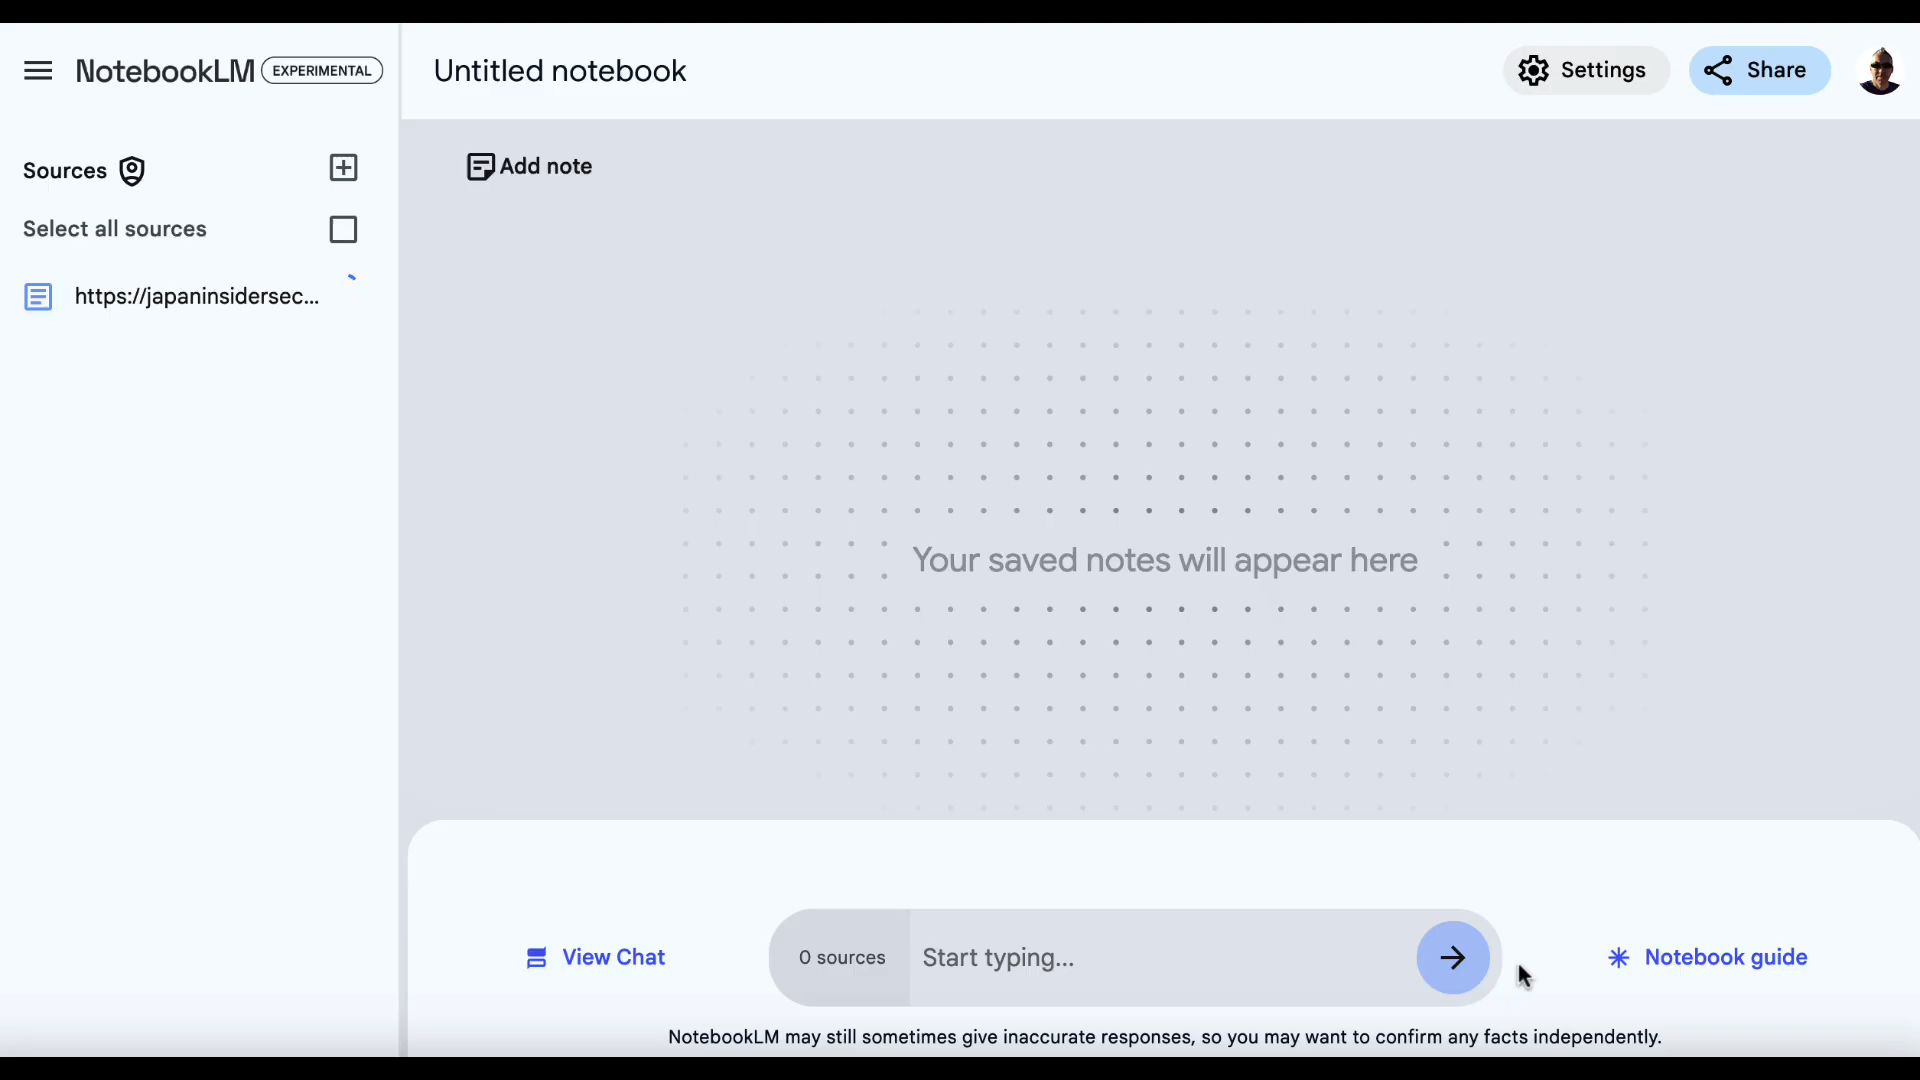 NotebookLM EXPERIMENTAL
Untitled notebook
Settings
Share
Sources
Add note
Select all sources
https://japaninsidersec...
Your saved notes will appear here
View Chat
0 sources
Start typing...
Notebook guide
NotebookLM may still sometimes give inaccurate responses, so you may want to confirm any facts independently.